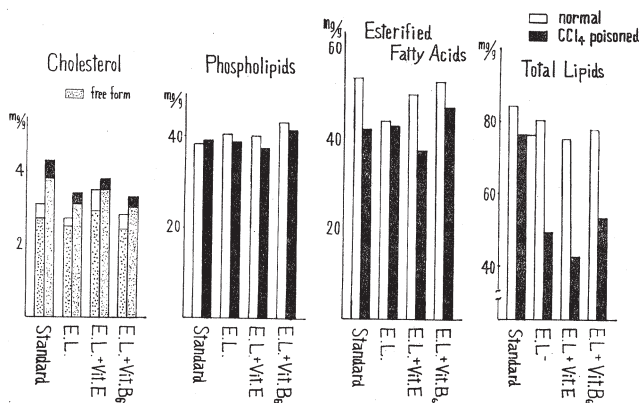 normal
CCl4 poisoned
Cholesterol
free form
mg/g
4
2
Standard
E.L.
E.L.+Vit.E
E.L.+Vit.B6
Phospholipids
mg/g
40
20
Standard
E.L.
E.L.+Vit.E
E.L.+Vit.B6
Esterified
Fatty Acids
mg/g
60
40
20
Standard
E.L.
E.L.+Vit.E
E.L.+Vit.B6
Total Lipids
mg/g
80
60
40
Standard
E.L-
E.L+Vit.E
E.L+Vit.B6